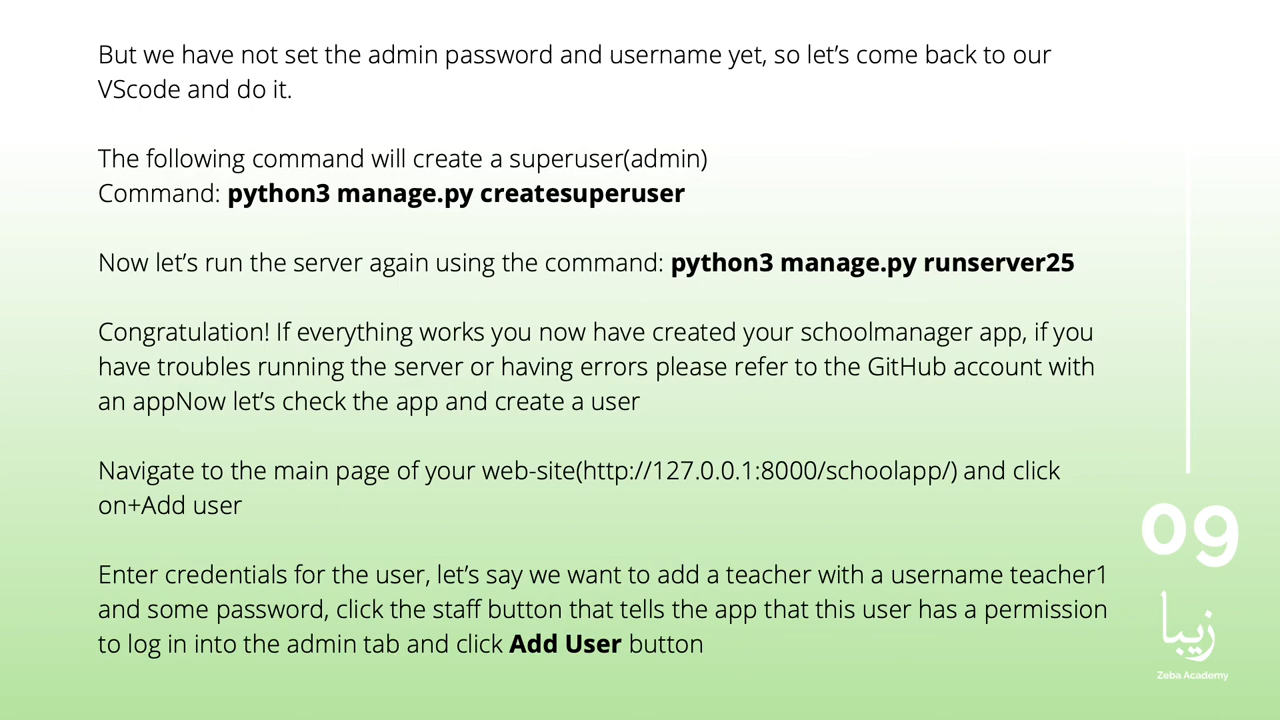 But we have not set the admin password and username yet, so let’s come back to our
VScode and do it.
The following command will create a superuser(admin)
Command: python3 manage.py createsuperuser
Now let’s run the server again using the command: python3 manage.py runserver25
Congratulation! If everything works you now have created your schoolmanager app, if you
have troubles running the server or having errors please refer to the GitHub account with
an appNow let’s check the app and create a user
Navigate to the main page of your web-site(http://127.0.0.1:8000/schoolapp/) and click
on+Add user
Enter credentials for the user, let’s say we want to add a teacher with a username teacher1
and some password, click the staff button that tells the app that this user has a permission
to log in into the admin tab and click Add User button
09
زیبا
Zeba Academy